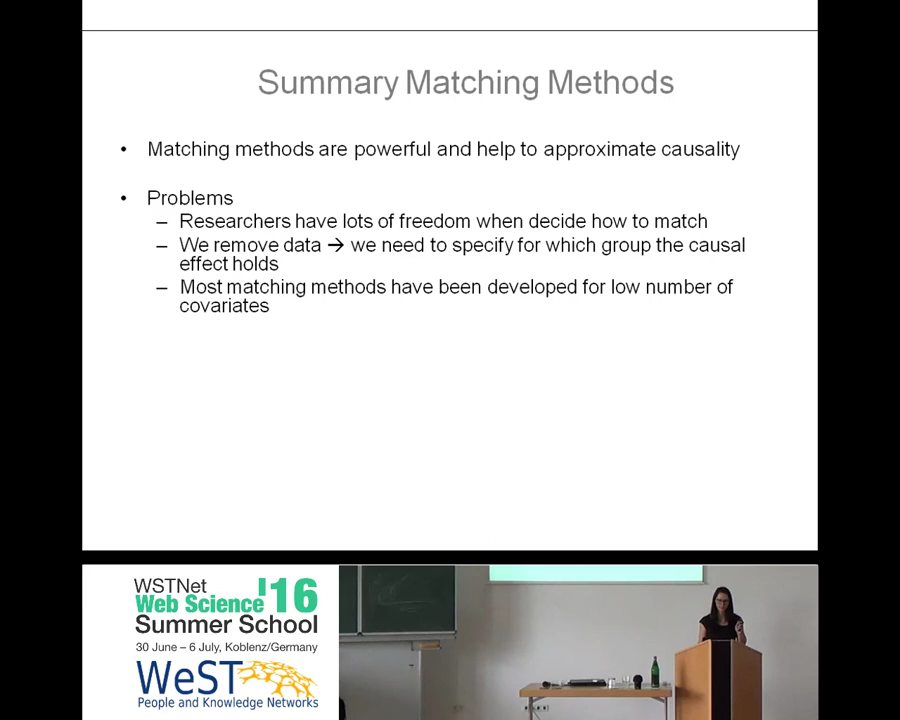 Summary Matching Methods
• Matching methods are powerful and help to approximate causality
• Problems
– Researchers have lots of freedom when decide how to match
– We remove data → we need to specify for which group the causal
effect holds
– Most matching methods have been developed for low number of
covariates
WSTNet
Web Science '16
Summer School
30 June – 6 July, Koblenz/Germany
WeST
People and Knowledge Networks